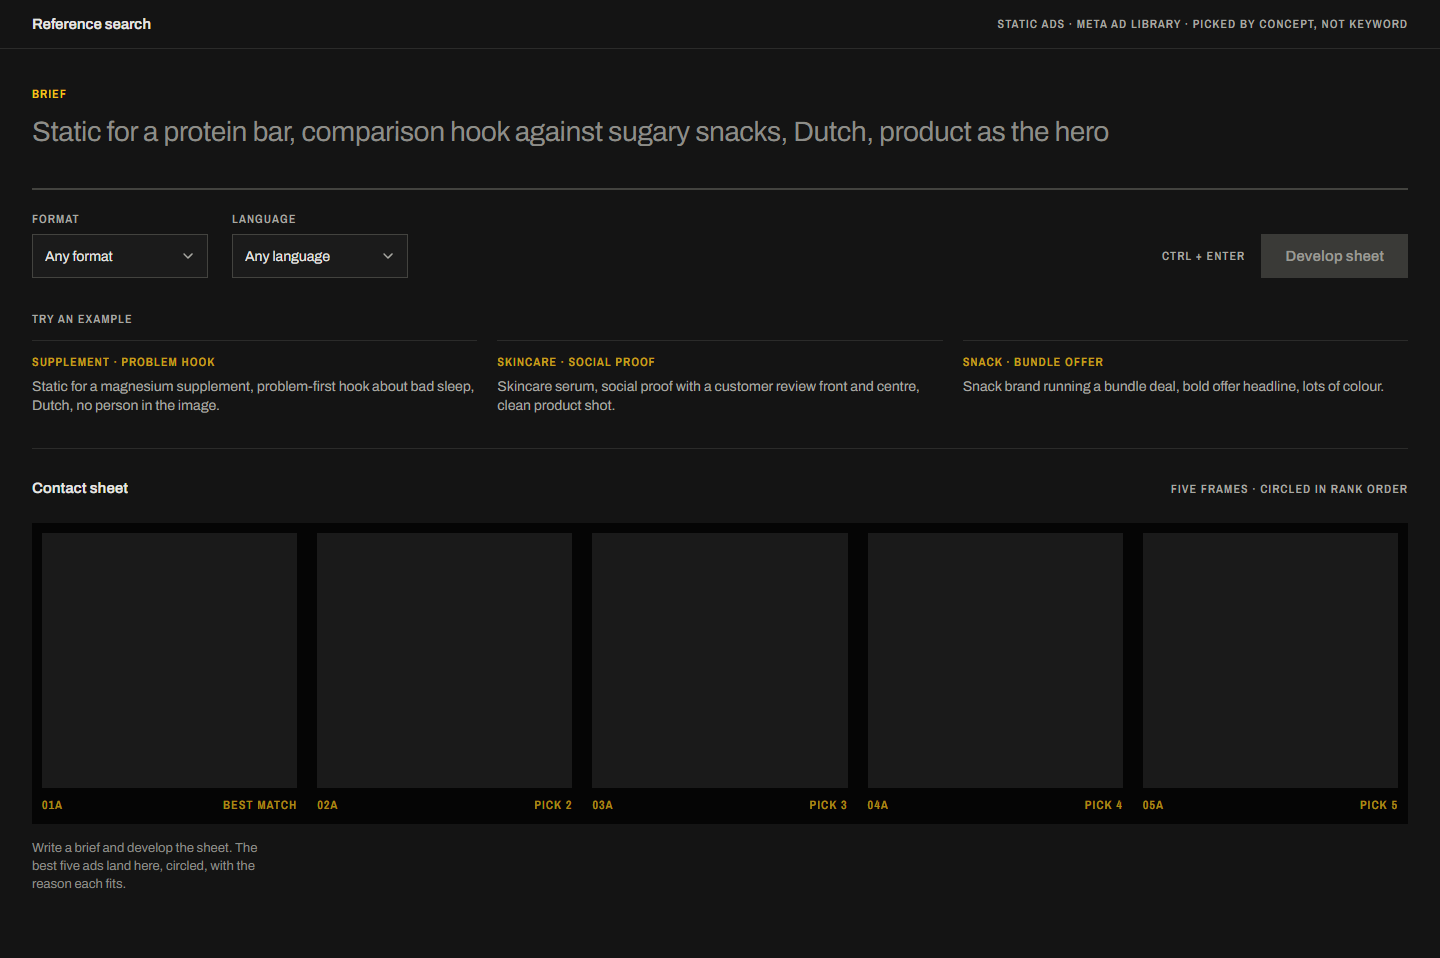 Reference search
STATIC ADS · META AD LIBRARY · PICKED BY CONCEPT, NOT KEYWORD
BRIEF
Static for a protein bar, comparison hook against sugary snacks, Dutch, product as the hero
FORMAT
LANGUAGE
Any format
Any language
CTRL + ENTER
Develop sheet
TRY AN EXAMPLE
SUPPLEMENT · PROBLEM HOOK
Static for a magnesium supplement, problem-first hook about bad sleep,
Dutch, no person in the image.
SKINCARE · SOCIAL PROOF
Skincare serum, social proof with a customer review front and centre,
clean product shot.
SNACK · BUNDLE OFFER
Snack brand running a bundle deal, bold offer headline, lots of colour.
Contact sheet
FIVE FRAMES · CIRCLED IN RANK ORDER
01A
BEST MATCH
02A
PICK 2
03A
PICK 3
04A
PICK 4
05A
PICK 5
Write a brief and develop the sheet. The
best five ads land here, circled, with the
reason each fits.